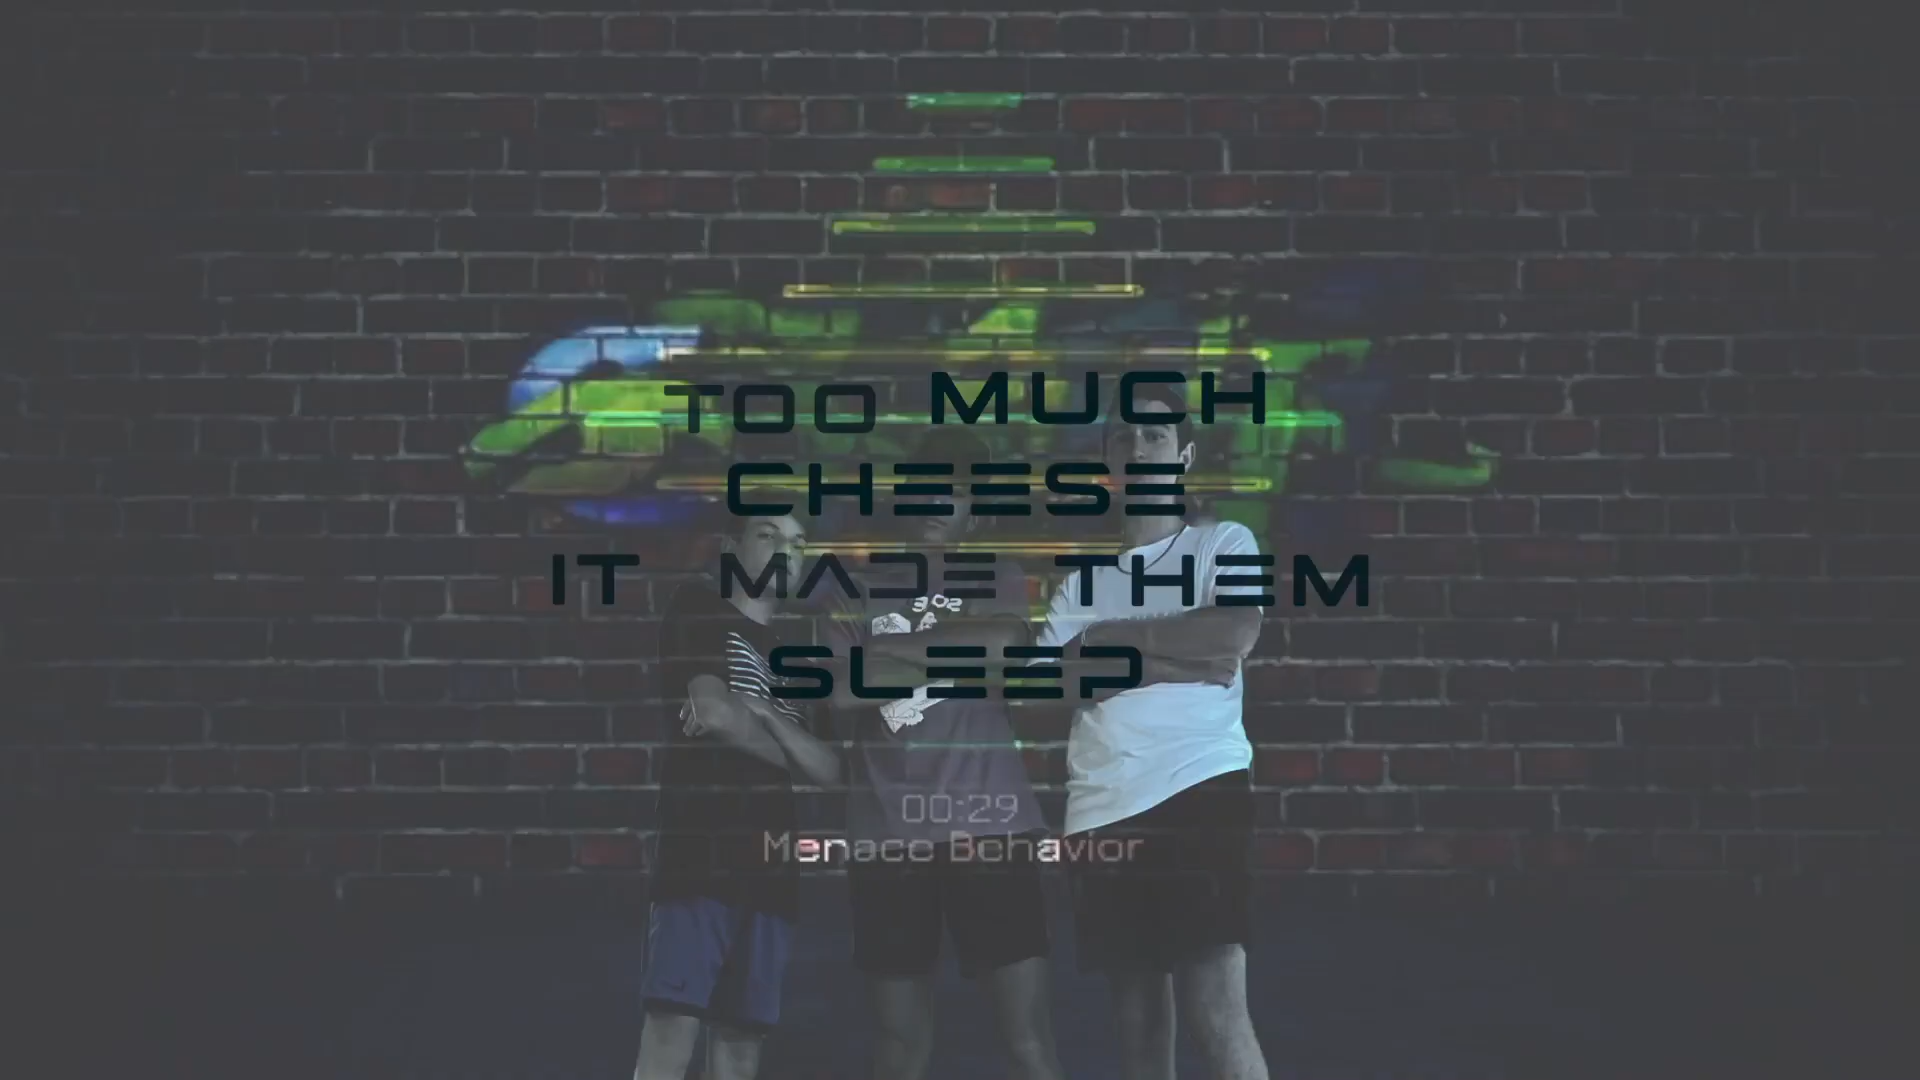 TOO MUCH
CHEESE
IT MADE THEM
SLEEP
00:29
Menace Behavior